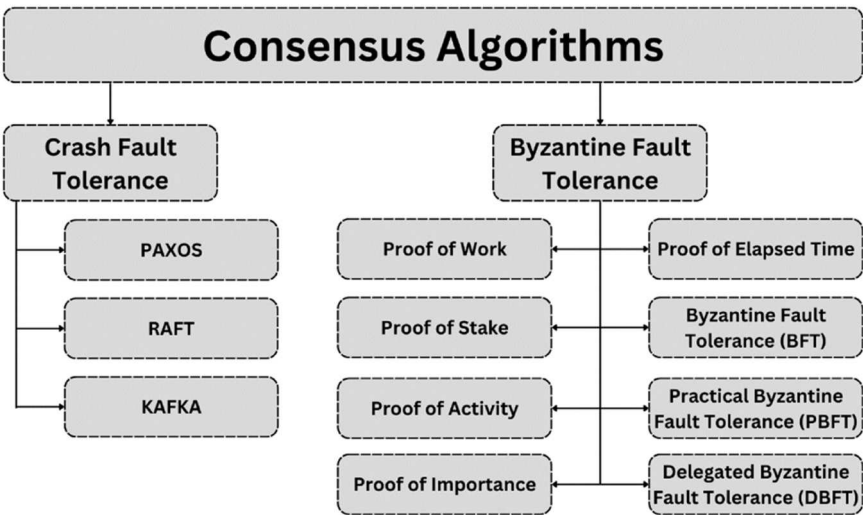 Consensus Algorithms
Crash Fault
Tolerance
PAXOS
RAFT
KAFKA
Byzantine Fault
Tolerance
Proof of Work
Proof of Stake
Proof of Activity
Proof of Importance
Proof of Elapsed Time
Byzantine Fault
Tolerance (BFT)
Practical Byzantine
Fault Tolerance (PBFT)
Delegated Byzantine
Fault Tolerance (DBFT)